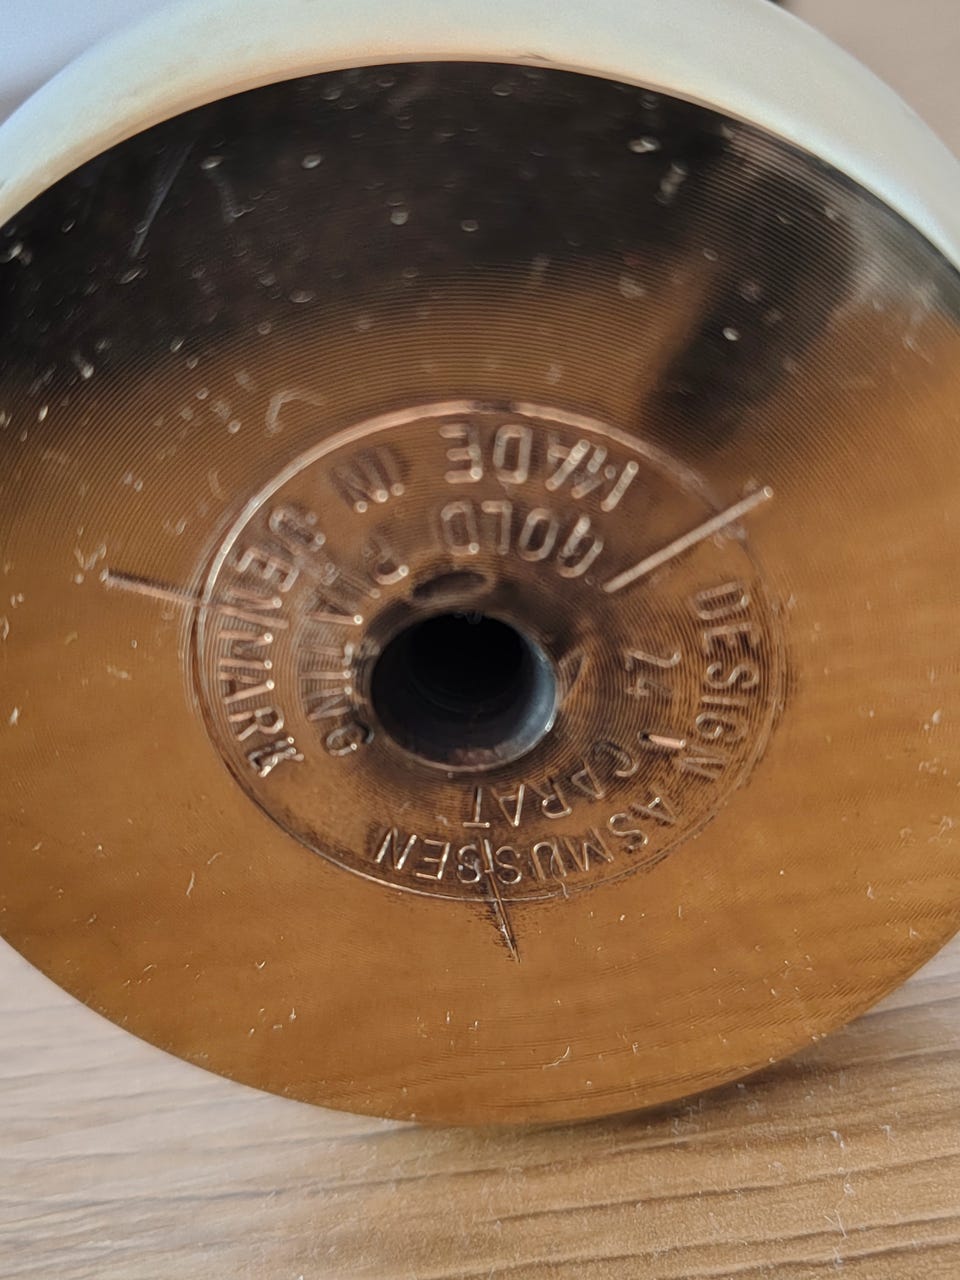 DESIGN ASMUSSEN
24 CARAT
GOLD PLATING
MADE IN DENMARK